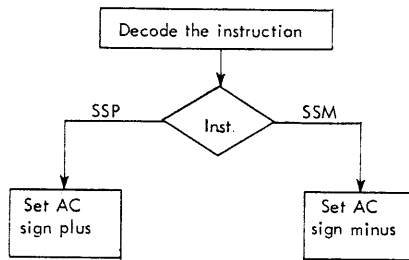 Decode the instruction
SSP
Inst.
SSM
Set AC
sign plus
Set AC
sign minus